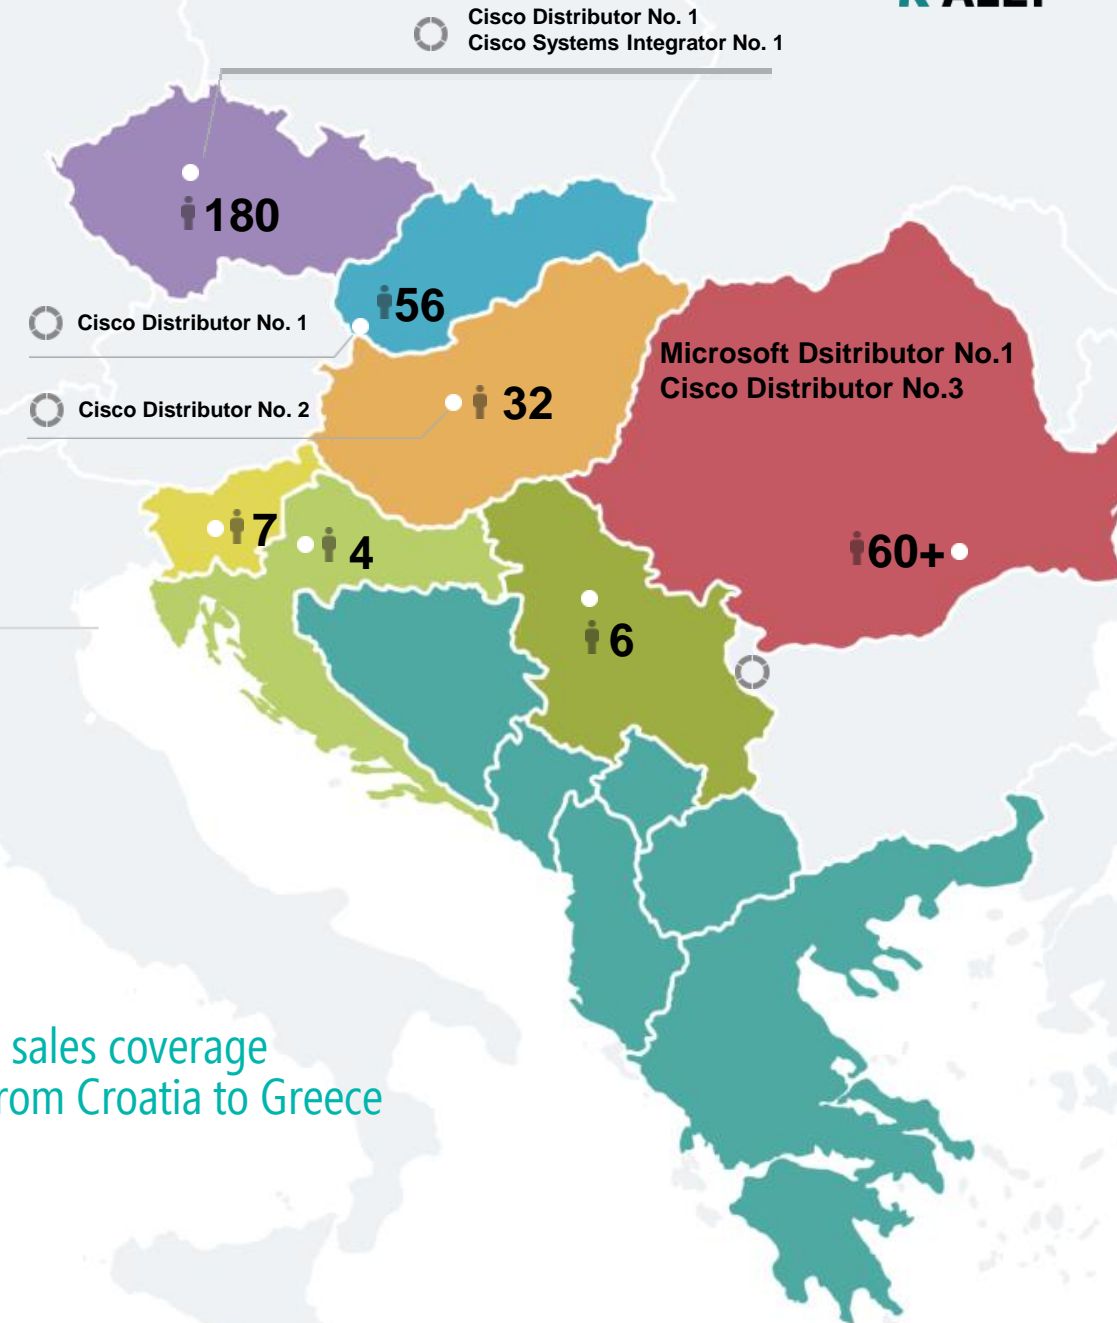 Cisco Distributor No. 1
Cisco Systems Integrator No. 1
180
56
Cisco Distributor No. 1
Microsoft Dsitributor No.1
Cisco Distributor No.3
Cisco Distributor No. 2
32
7
4
60+
6
sales coverage
rom Croatia to Greece